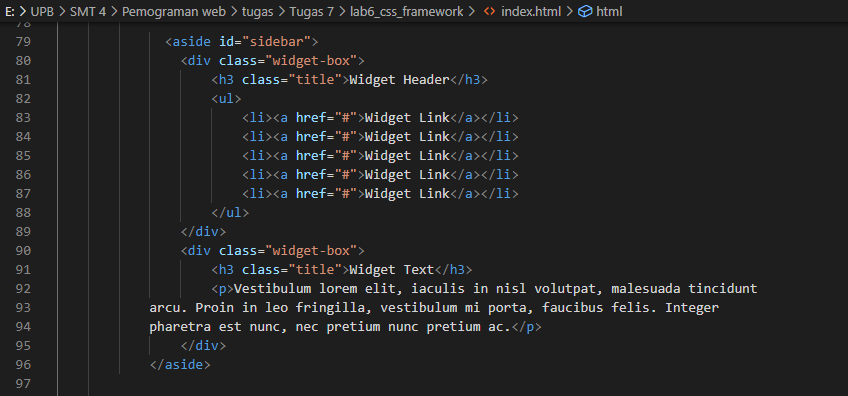 E: > UPB > SMT 4 > Pemograman web > tugas > Tugas 7 > lab6_css_framework > <> index.html > html
78
79 <aside id="sidebar">
80 <div class="widget-box">
81 <h3 class="title">Widget Header</h3>
82 <ul>
83 <li><a href="#">Widget Link</a></li>
84 <li><a href="#">Widget Link</a></li>
85 <li><a href="#">Widget Link</a></li>
86 <li><a href="#">Widget Link</a></li>
87 <li><a href="#">Widget Link</a></li>
88 </ul>
89 </div>
90 <div class="widget-box">
91 <h3 class="title">Widget Text</h3>
92 <p>Vestibulum lorem elit, iaculis in nisl volutpat, malesuada tincidunt
93 arcu. Proin in leo fringilla, vestibulum mi porta, faucibus felis. Integer
94 pharetra est nunc, nec pretium nunc pretium ac.</p>
95 </div>
96 </aside>
97